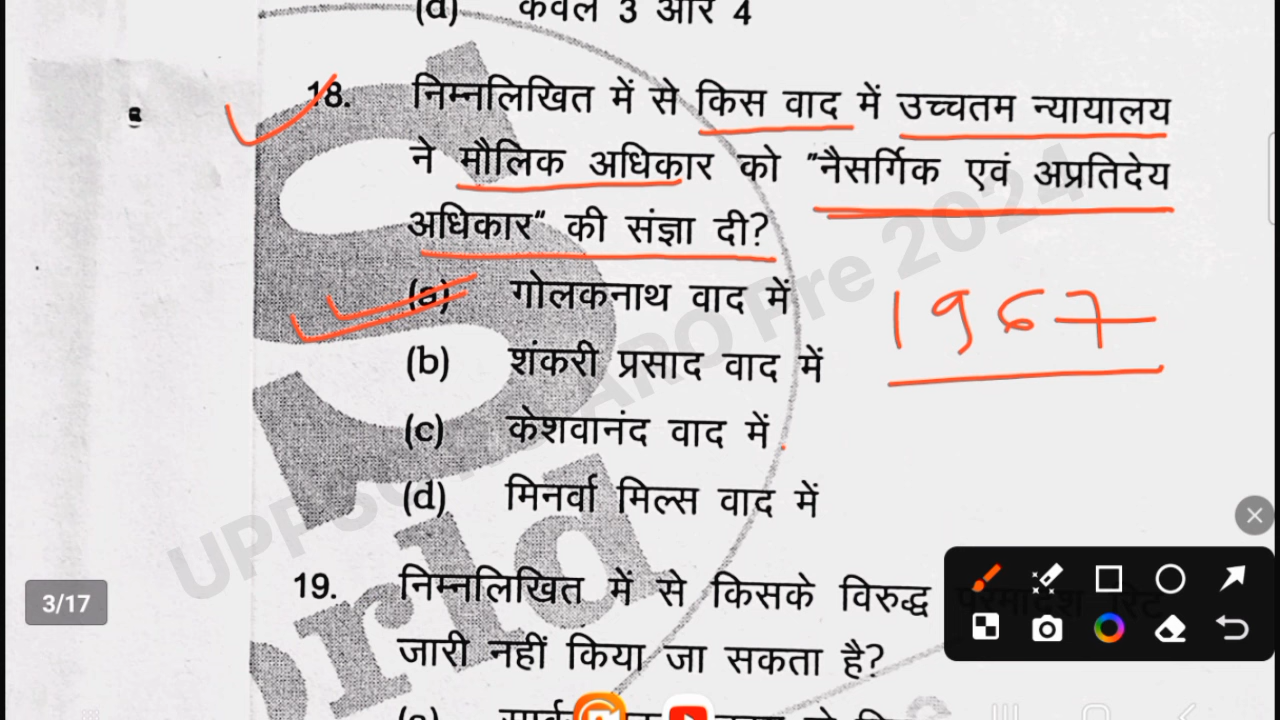 (d) केवल 3 और 4
18. निम्नलिखित में से किस वाद में उच्चतम न्यायालय
ने मौलिक अधिकार को "नैसर्गिक एवं अप्रतिदेय
अधिकार" की संज्ञा दी?
(a) गोलकनाथ वाद में
1967
(b) शंकरी प्रसाद वाद में
(c) केशवानंद वाद में
(d) मिनर्वा मिल्स वाद में
19. निम्नलिखित में से किसके विरुद्ध परमादेश रिट
जारी नहीं किया जा सकता है?
3/17